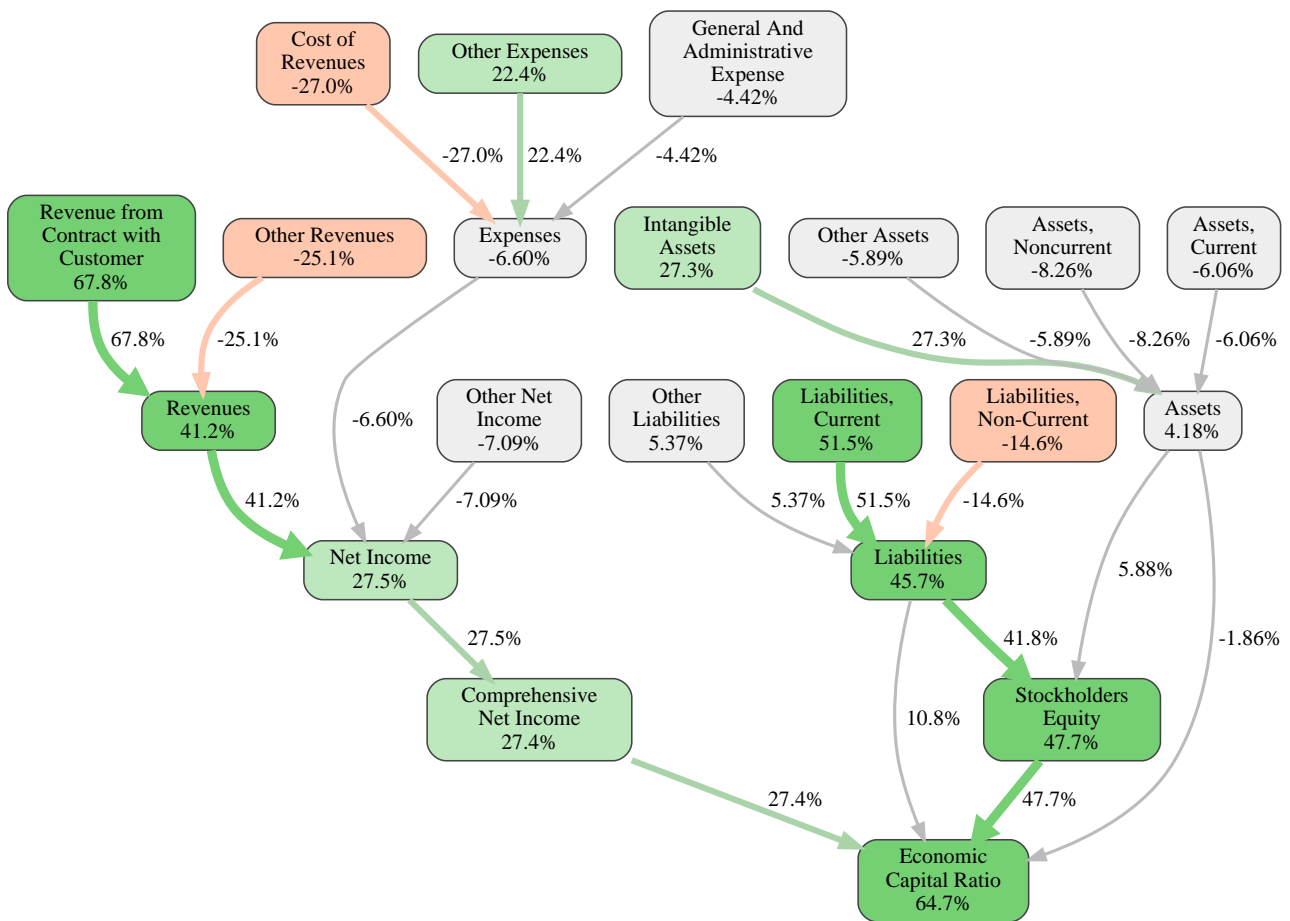 Cost of
Revenues
-27.0%
Other Expenses
22.4%
General And
Administrative
Expense
-4.42%
-27.0%
22.4%
-4.42%
Revenue from
Contract with
Customer
67.8%
Other Revenues
-25.1%
Expenses
-6.60%
Intangible
Assets
27.3%
Other Assets
-5.89%
Assets,
Noncurrent
-8.26%
Assets,
Current
-6.06%
67.8%
-25.1%
27.3%
-5.89%
-8.26%
-6.06%
Revenues
41.2%
-6.60%
Other Net
Income
-7.09%
Other
Liabilities
5.37%
Liabilities,
Current
51.5%
Liabilities,
Non-Current
-14.6%
Assets
4.18%
41.2%
-7.09%
5.37%
51.5%
-14.6%
Net Income
27.5%
Liabilities
45.7%
5.88%
27.5%
41.8%
-1.86%
Comprehensive
Net Income
27.4%
10.8%
Stockholders
Equity
47.7%
27.4%
47.7%
Economic
Capital Ratio
64.7%